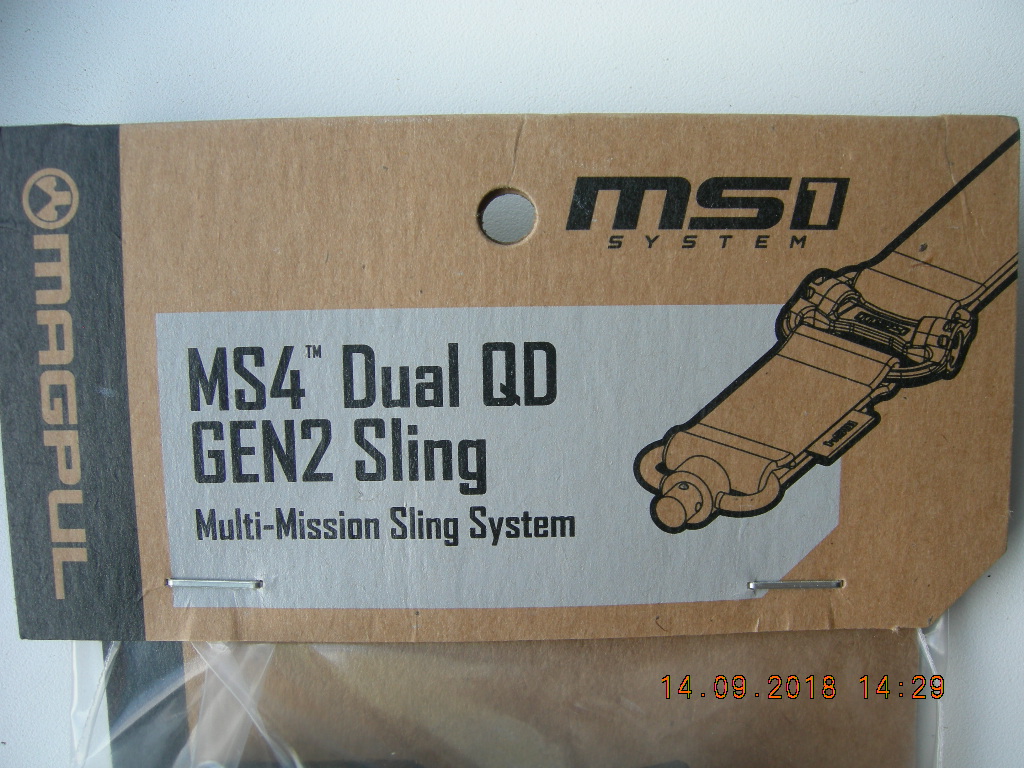 MAGPUL
MS1
SYSTEM
MS4™ Dual QD
GEN2 Sling
Multi-Mission Sling System
14.09.2018 14:29